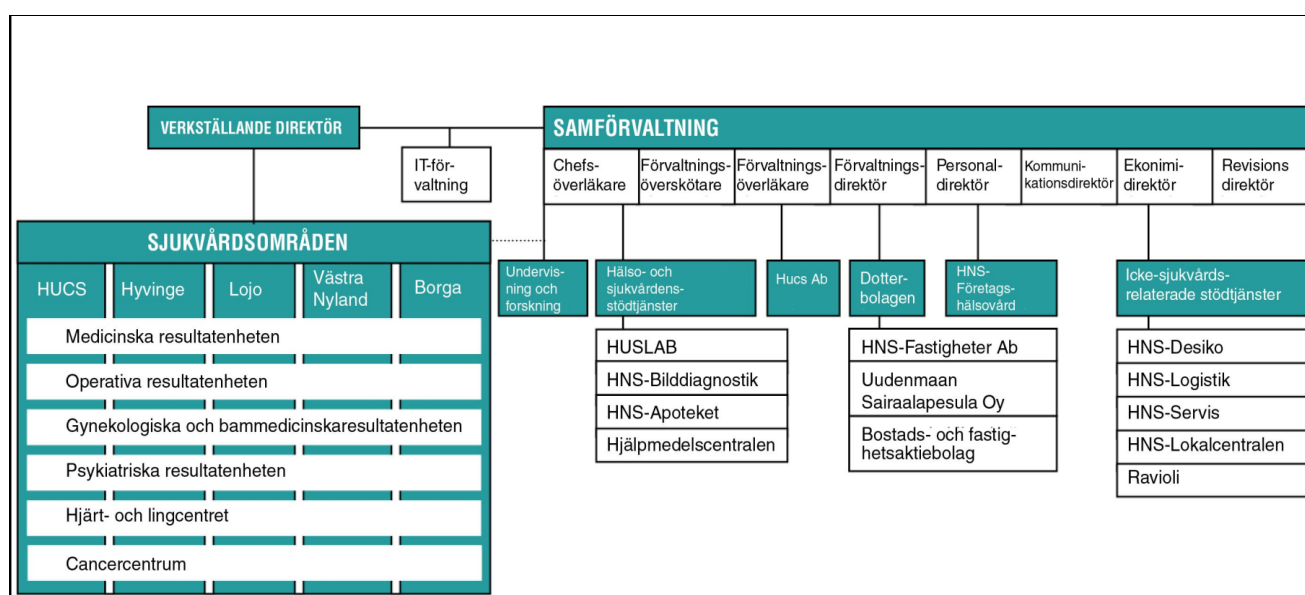 VERKSTÄLLANDE DIREKTÖR
SAMFÖRVALTNING
IT-för-
valtning
Chefs-
överläkare
Förvaltnings-
överskötare
Förvaltnings-
överläkare
Förvaltnings-
direktör
Personal-
direktör
Kommuni-
kationsdirektör
Ekonimi-
direktör
Revisions
direktör
SJUKVÅRDSOMRÅDEN
HUCS
Hyvinge
Lojo
Västra
Nyland
Borga
Medicinska resultatenheten
Operativa resultatenheten
Gynekologiska och bammedicinskaresultatenheten
Psykiatriska resultatenheten
Hjärt- och lingcentret
Cancercentrum
Undervis-
ning och
forskning
Hälso- och
sjukvårdens-
stödtjänster
Hucs Ab
Dotter-
bolagen
HNS-
Företags-
hälsovård
Icke-sjukvårds-
relaterade stödtjänster
HUSLAB
HNS-Bilddiagnostik
HNS-Apoteket
Hjälpmedelscentralen
HNS-Fastigheter Ab
Uudenmaan
Sairaalapesula Oy
Bostads- och fastig-
hetsaktiebolag
HNS-Desiko
HNS-Logistik
HNS-Servis
HNS-Lokalcentralen
Ravioli